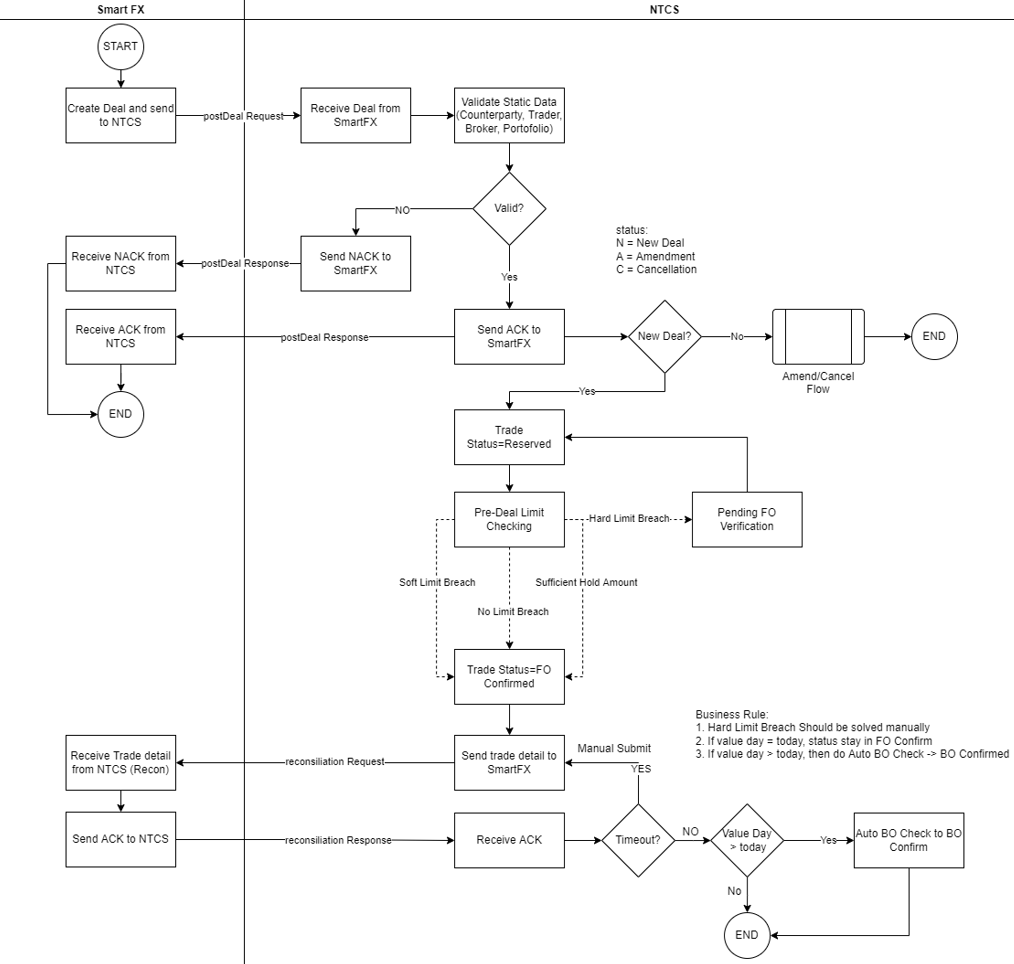 Smart FX
NTCS
START
Create Deal and send
to NTCS
postDeal Request
Receive Deal from
SmartFX
Validate Static Data
(Counterparty, Trader,
Broker, Portofolio)
Valid?
NO
Yes
status:
N = New Deal
A = Amendment
C = Cancellation
Receive NACK from
NTCS
postDeal Response
Send NACK to
SmartFX
Receive ACK from
NTCS
postDeal Response
Send ACK to
SmartFX
New Deal?
No
Amend/Cancel
Flow
END
Yes
END
Trade
Status=Reserved
Pre-Deal Limit
Checking
Hard Limit Breach
Pending FO
Verification
Soft Limit Breach
Sufficient Hold Amount
No Limit Breach
Trade Status=FO
Confirmed
Business Rule:
1. Hard Limit Breach Should be solved manually
2. If value day = today, status stay in FO Confirm
3. If value day > today, then do Auto BO Check -> BO Confirmed
Receive Trade detail
from NTCS (Recon)
reconsiliation Request
Send trade detail to
SmartFX
Manual Submit
YES
Send ACK to NTCS
reconsiliation Response
Receive ACK
Timeout?
NO
Value Day
> today
Yes
Auto BO Check to BO
Confirm
No
END